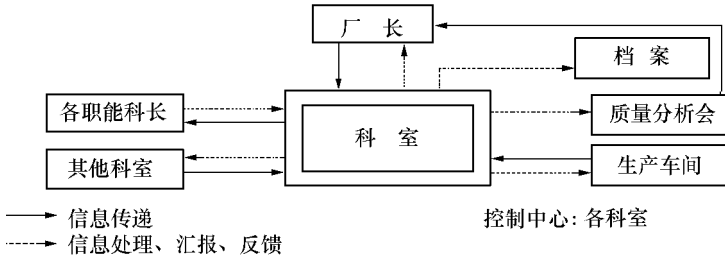 厂 长
档 案
各职能科长
质量分析会
科 室
其他科室
生产车间
信息传递
控制中心: 各科室
信息处理、汇报、反馈